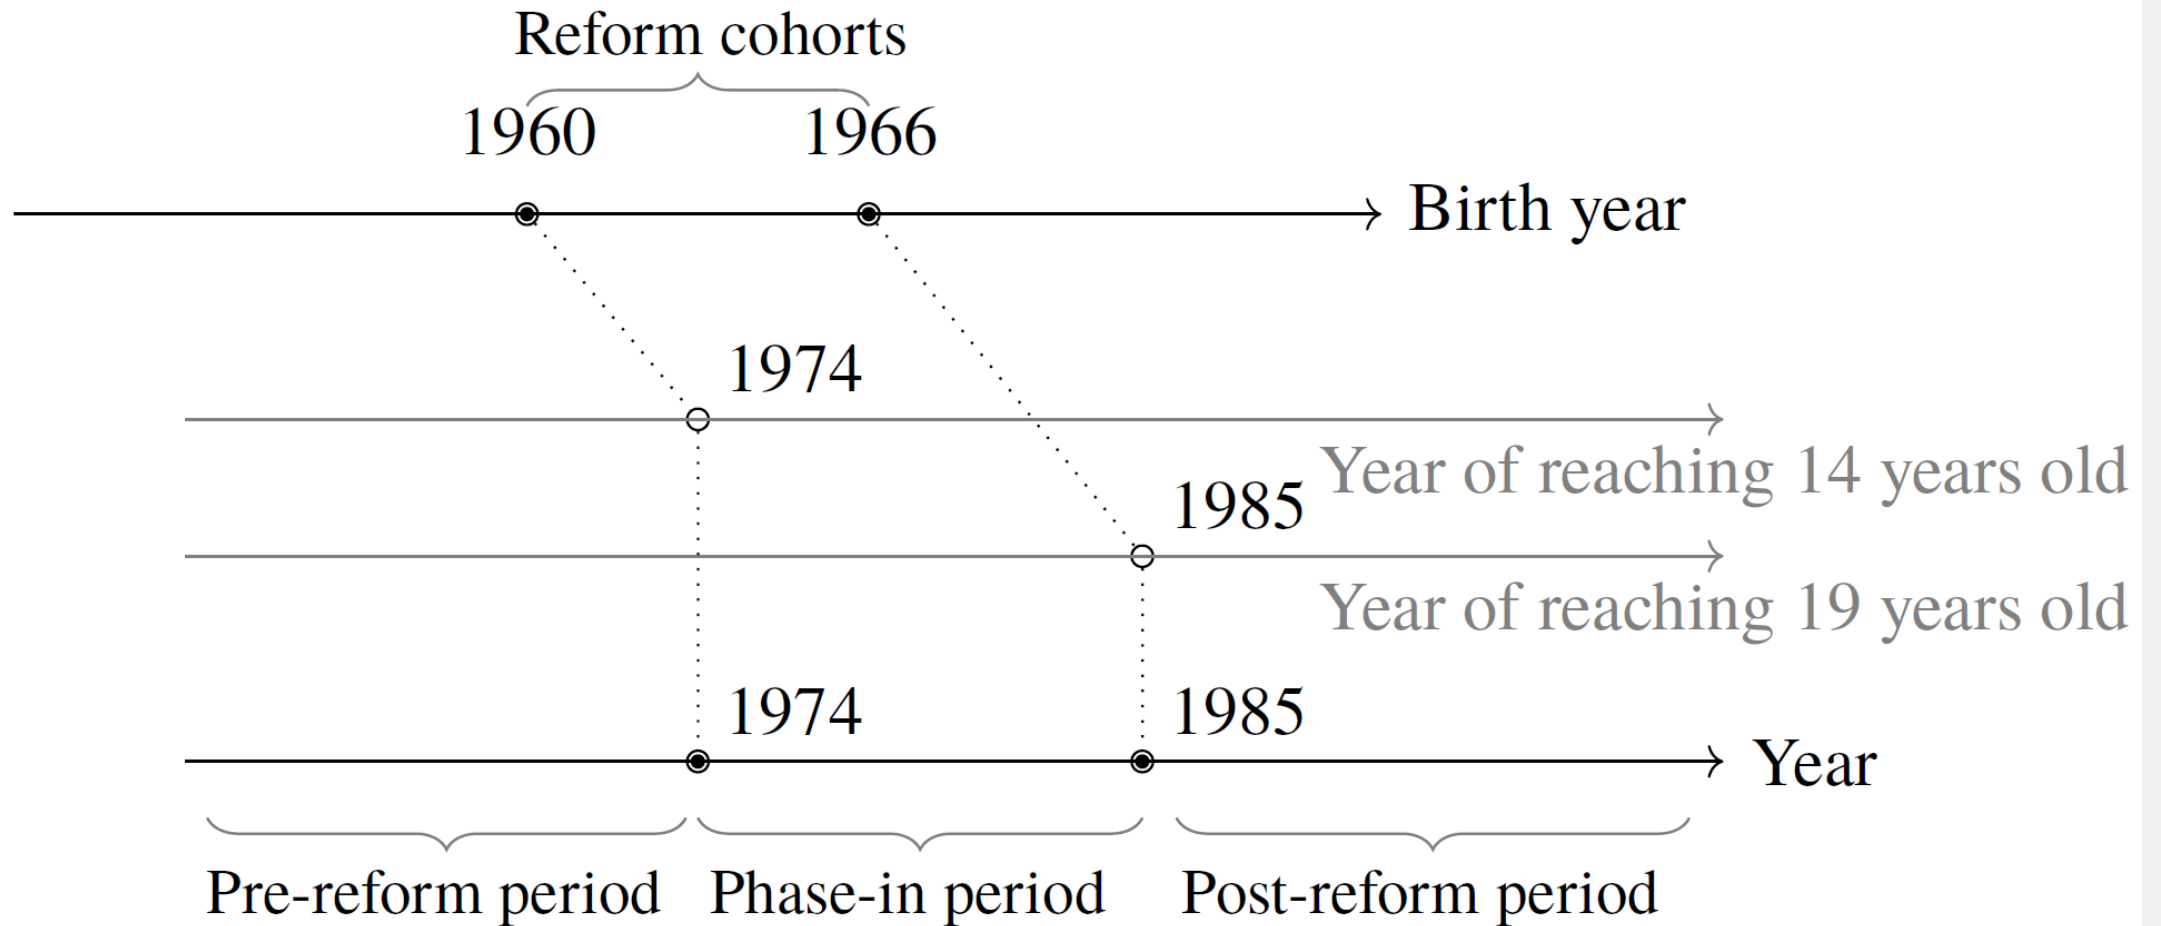 Reform cohorts
1960 1966
Birth year
1974
Year of reaching 14 years old
1985
Year of reaching 19 years old
1974 1985
Year
Pre-reform period Phase-in period Post-reform period